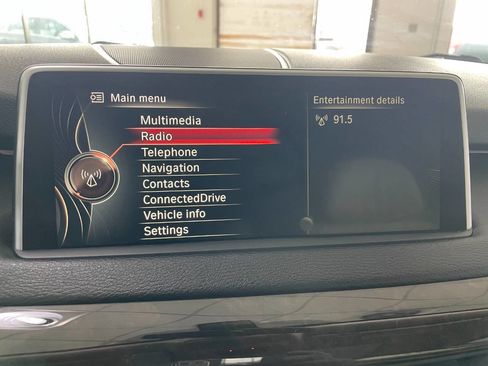 Main menu
Multimedia
Radio
Telephone
Navigation
Contacts
ConnectedDrive
Vehicle info
Settings
Entertainment details
91.5